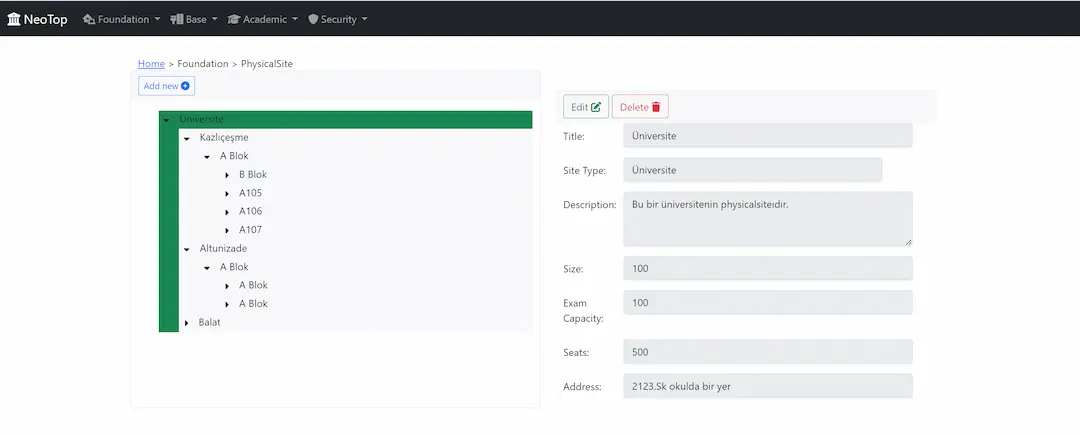 NeoTop Foundation Base Academic Security
Home > Foundation > PhysicalSite
Add new
Üniversite
Kazlıçeşme
A Blok
B Blok
A105
A106
A107
Altunizade
A Blok
A Blok
A Blok
Balat
Edit Delete
Title: Üniversite
Site Type: Üniversite
Description: Bu bir üniversitenin physicalsiteıdır.
Size: 100
Exam Capacity: 100
Seats: 500
Address: 2123.Sk okulda bir yer